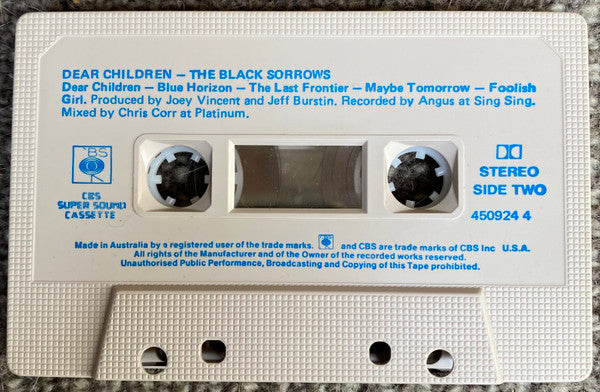 DEAR CHILDREN – THE BLACK SORROWS
Dear Children – Blue Horizon – The Last Frontier – Maybe Tomorrow – Foolish
Girl. Produced by Joey Vincent and Jeff Burstin. Recorded by Angus at Sing Sing.
Mixed by Chris Corr at Platinum.
CBS
CBS
SUPER SOUND
CASSETTE
STEREO
SIDE TWO
450924 4
Made in Australia by a registered user of the trade marks. and CBS are trade marks of CBS Inc U.S.A.
All rights of the Manufacturer and of the Owner of the recorded works reserved.
Unauthorised Public Performance, Broadcasting and Copying of this Tape prohibited.